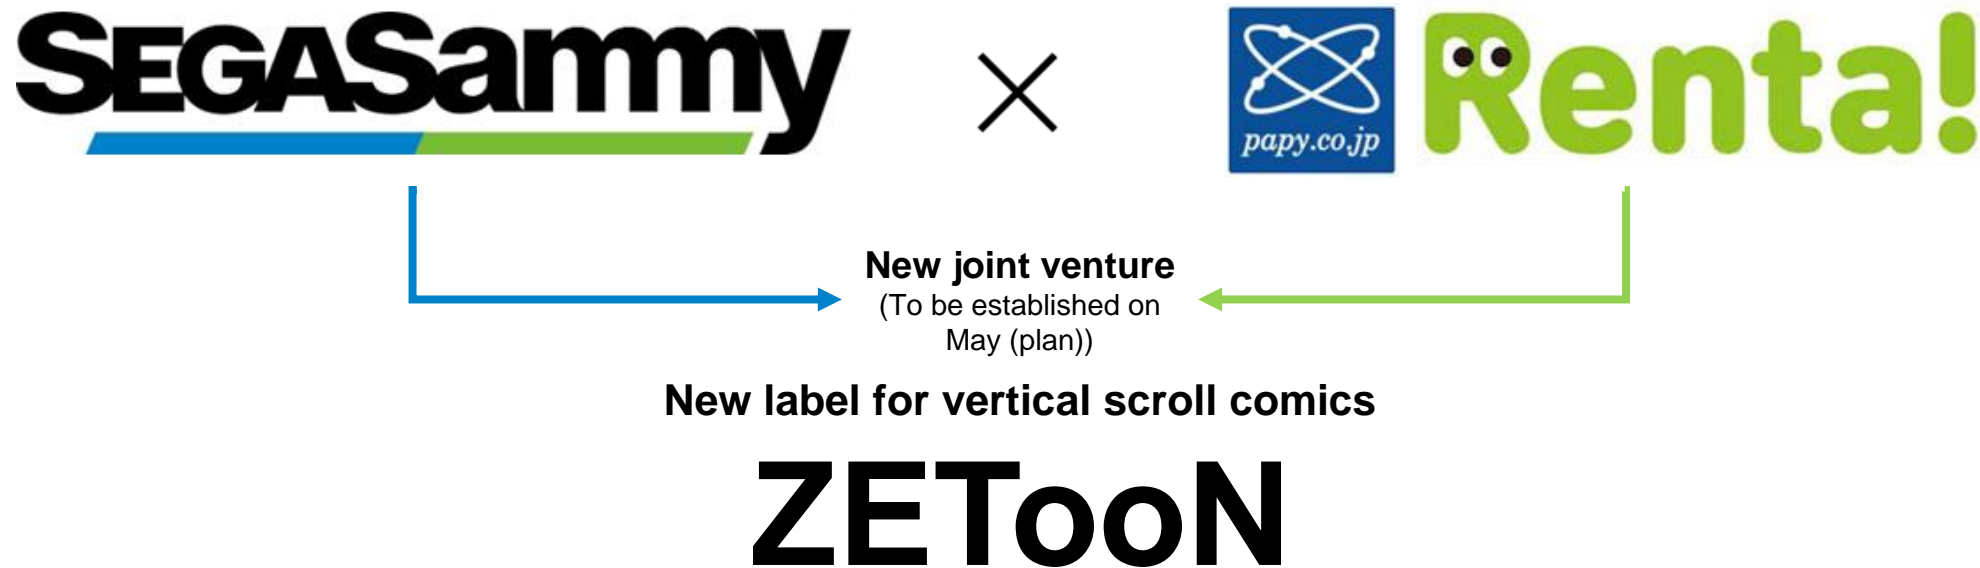 SEGASammy × papy.co.jp Renta!
New joint venture
(To be established on
May (plan))
New label for vertical scroll comics
ZETooN